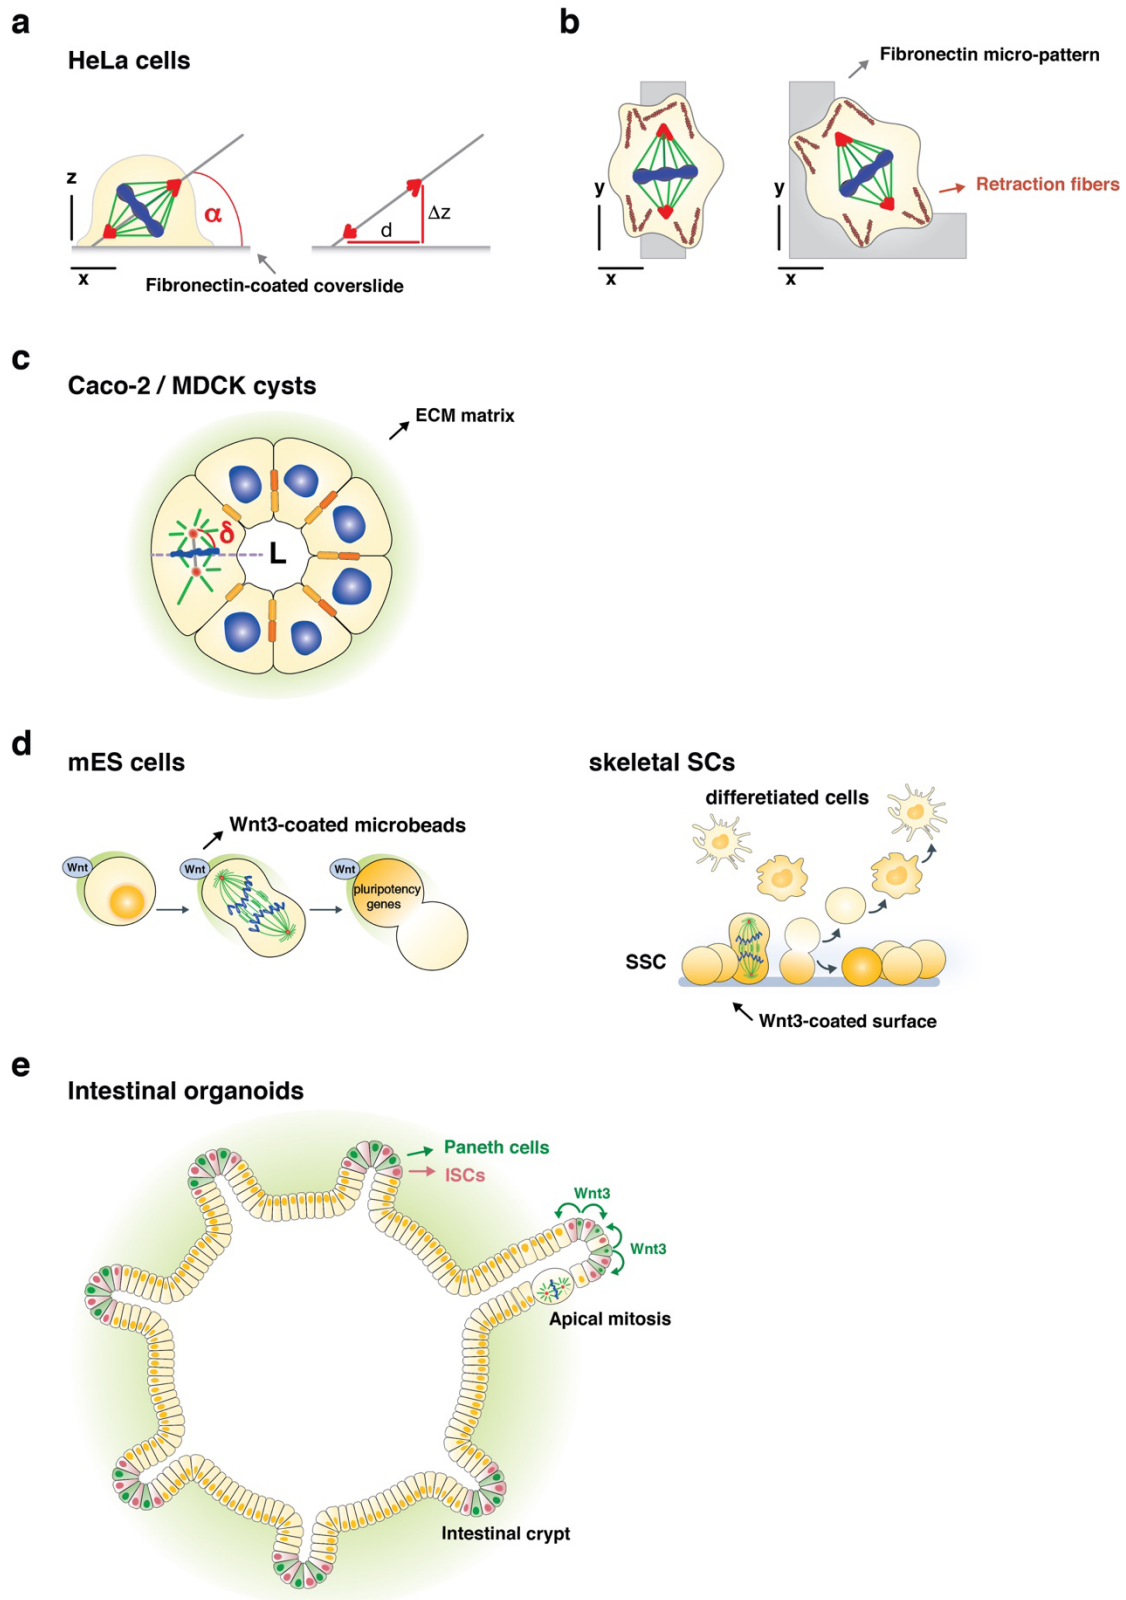 a
HeLa cells
z
α
Δz
d
x
Fibronectin-coated coverslide
b
Fibronectin micro-pattern
y
x
y
x
Retraction fibers
c
Caco-2 / MDCK cysts
ECM matrix
δ
L
d
mES cells
Wnt3-coated microbeads
Wnt
Wnt
Wnt
pluripotency
genes
skeletal SCs
differetiated cells
SSC
Wnt3-coated surface
e
Intestinal organoids
Paneth cells
ISCs
Wnt3
Wnt3
Apical mitosis
Intestinal crypt